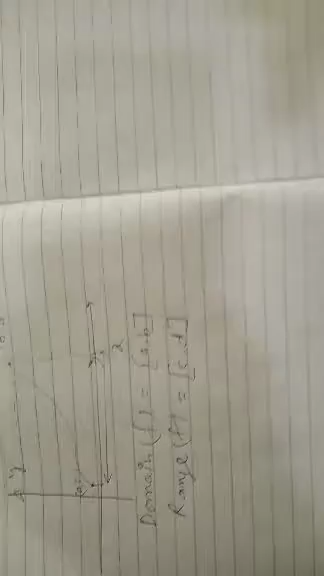 y
x
Domain (f) = [a,b]
Range (f) = [c,d]